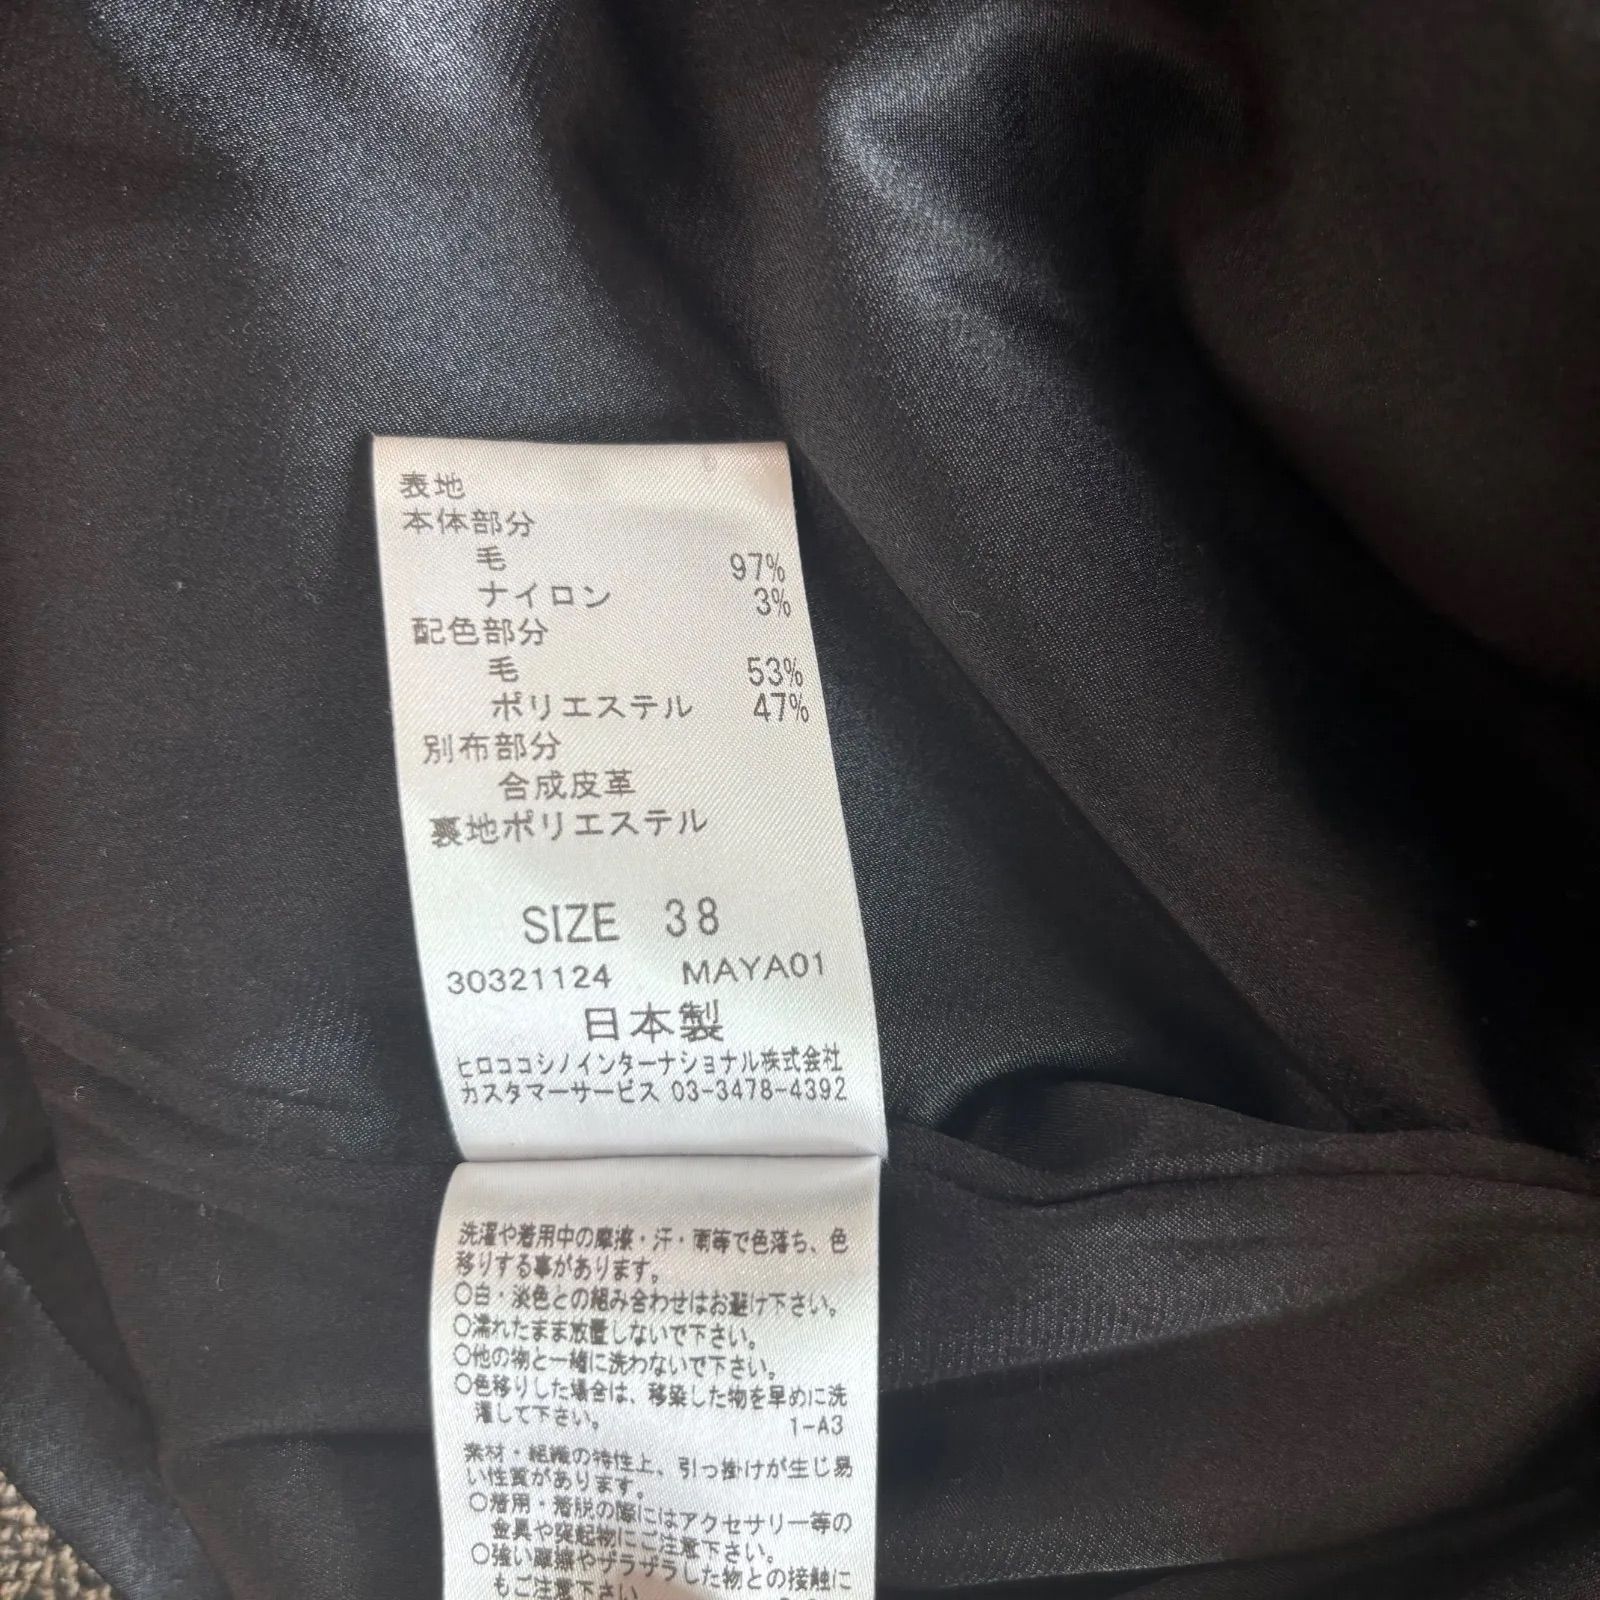 表地
本体部分
毛 97%
ナイロン 3%
配色部分
毛 53%
ポリエステル 47%
別布部分
合成皮革
裏地ポリエステル
SIZE 38
30321124 MAYA01
日本製
ヒロココシノインターナショナル株式会社
カスタマーサービス 03-3478-4392
洗濯や着用中の摩擦・汗・雨等で色落ち、色
移りする事があります。
○白・淡色との組み合わせはお避け下さい。
○濡れたまま放置しないで下さい。
○他の物と一緒に洗わないで下さい。
○色移りした場合は、移染した物を早めに洗
濯して下さい。 1-A3
素材・組織の特性上、引っ掛けが生じ易
い性質があります。
○着用・着脱の際にはアクセサリー等の
金具や突起物にご注意下さい。
○強い摩擦やザラザラした物との接触に
もご注意下さい